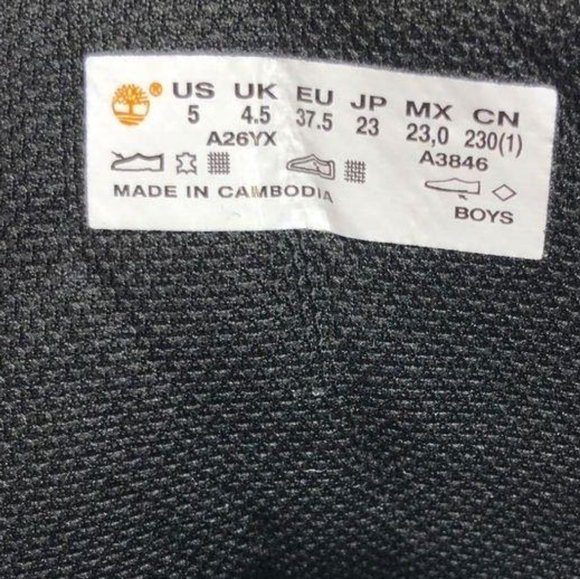 ® US UK EU JP MX CN
5 4.5 37.5 23 23,0 230(1)
A26YX A3846
MADE IN CAMBODIA
BOYS